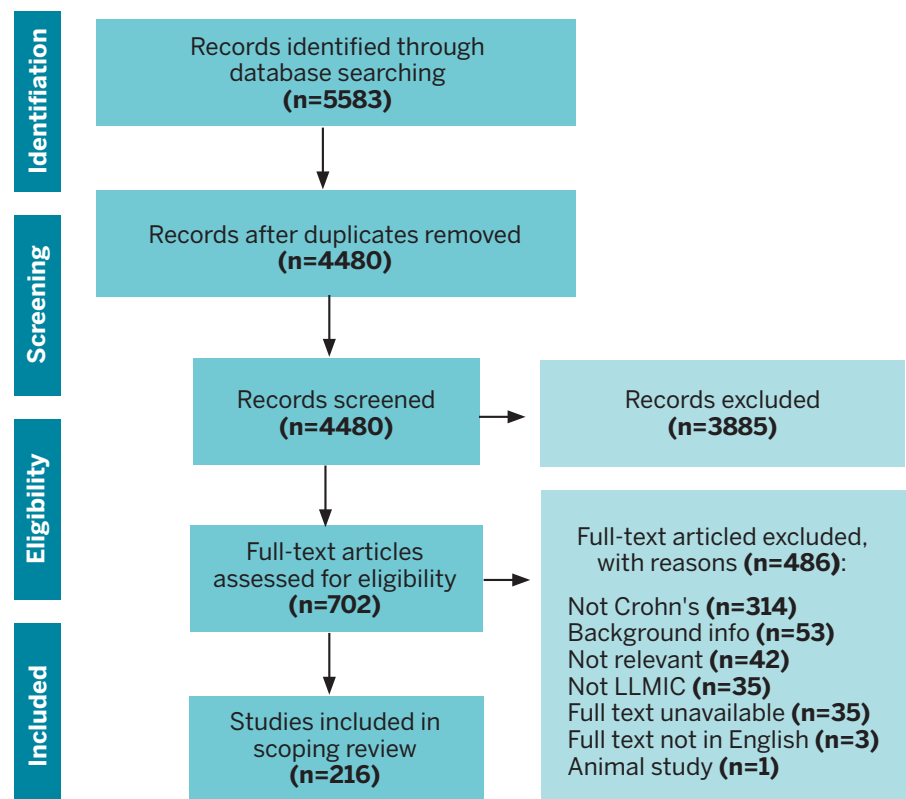 Identifiation
Records identified through
database searching
(n=5583)
Screening
Records after duplicates removed
(n=4480)
Records screened
(n=4480)
Records excluded
(n=3885)
Eligibility
Full-text articles
assessed for eligibility
(n=702)
Full-text articled excluded,
with reasons (n=486):
Not Crohn's (n=314)
Background info (n=53)
Not relevant (n=42)
Not LLMIC (n=35)
Full text unavailable (n=35)
Full text not in English (n=3)
Animal study (n=1)
Included
Studies included in
scoping review
(n=216)